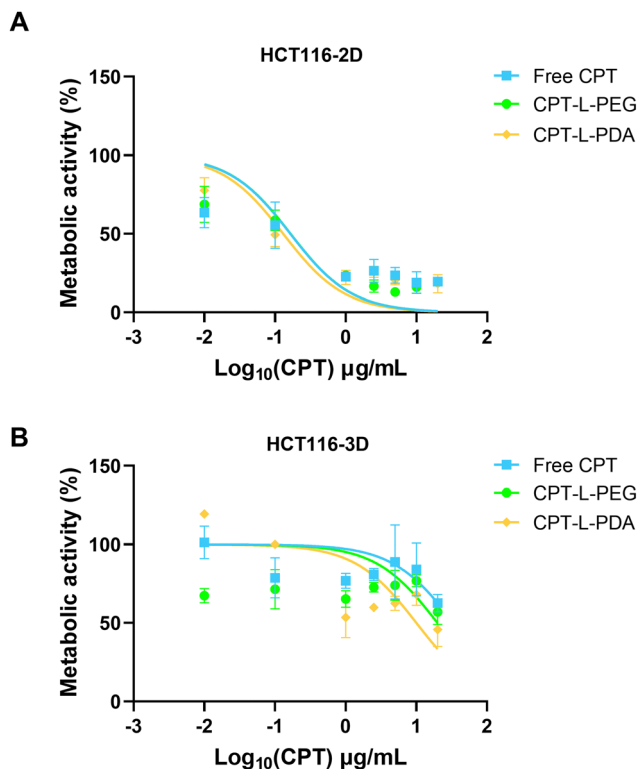 A
HCT116-2D
Metabolic activity (%)
150
100
50
0
-3
-2
-1
0
1
2
Log10(CPT) µg/mL
Free CPT
CPT-L-PEG
CPT-L-PDA
B
HCT116-3D
Metabolic activity (%)
150
100
50
0
-3
-2
-1
0
1
2
Log10(CPT) µg/mL
Free CPT
CPT-L-PEG
CPT-L-PDA